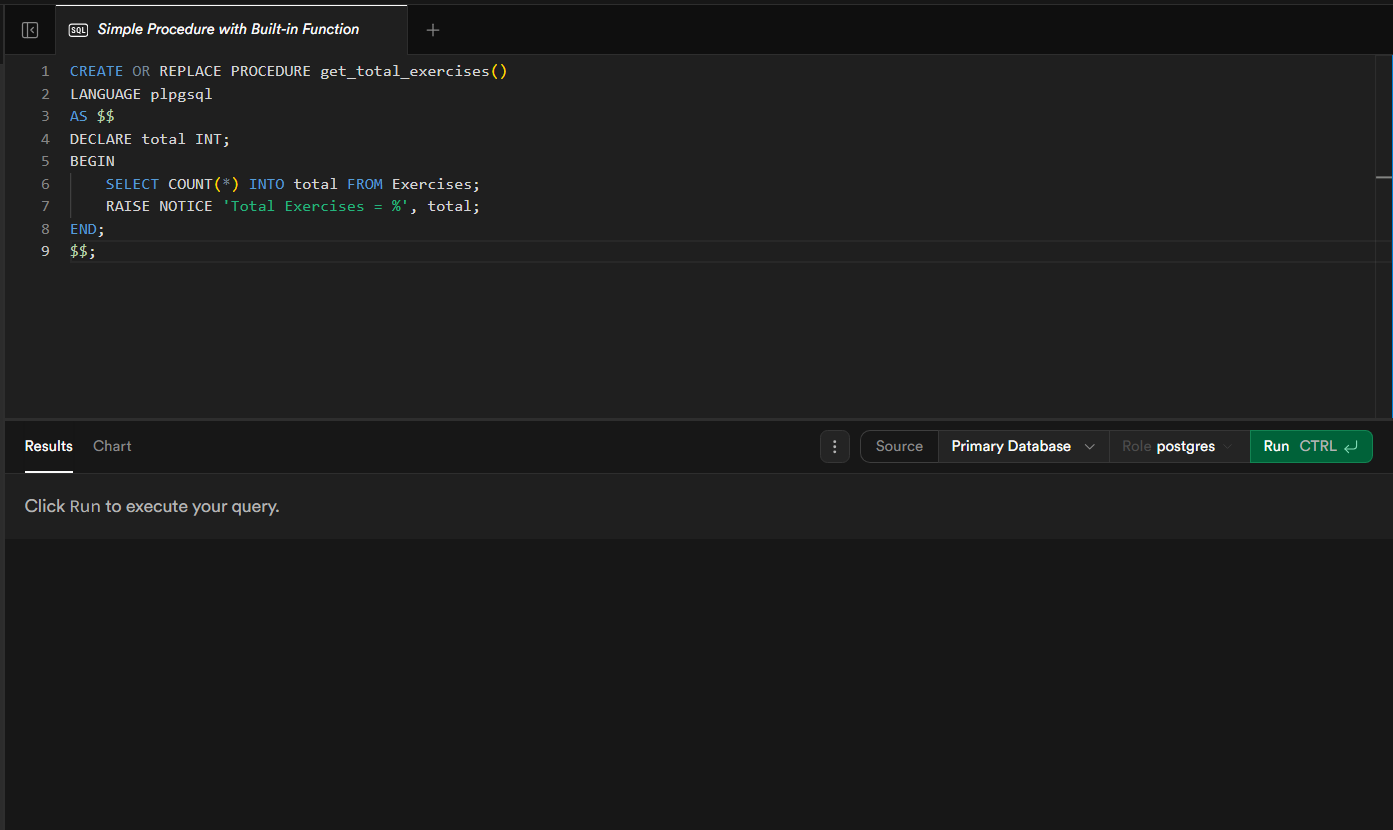 SQL Simple Procedure with Built-in Function
1 CREATE OR REPLACE PROCEDURE get_total_exercises()
2 LANGUAGE plpgsql
3 AS $$
4 DECLARE total INT;
5 BEGIN
6     SELECT COUNT(*) INTO total FROM Exercises;
7     RAISE NOTICE 'Total Exercises = %', total;
8 END;
9 $$;
Results Chart Source Primary Database Role postgres Run CTRL
Click Run to execute your query.